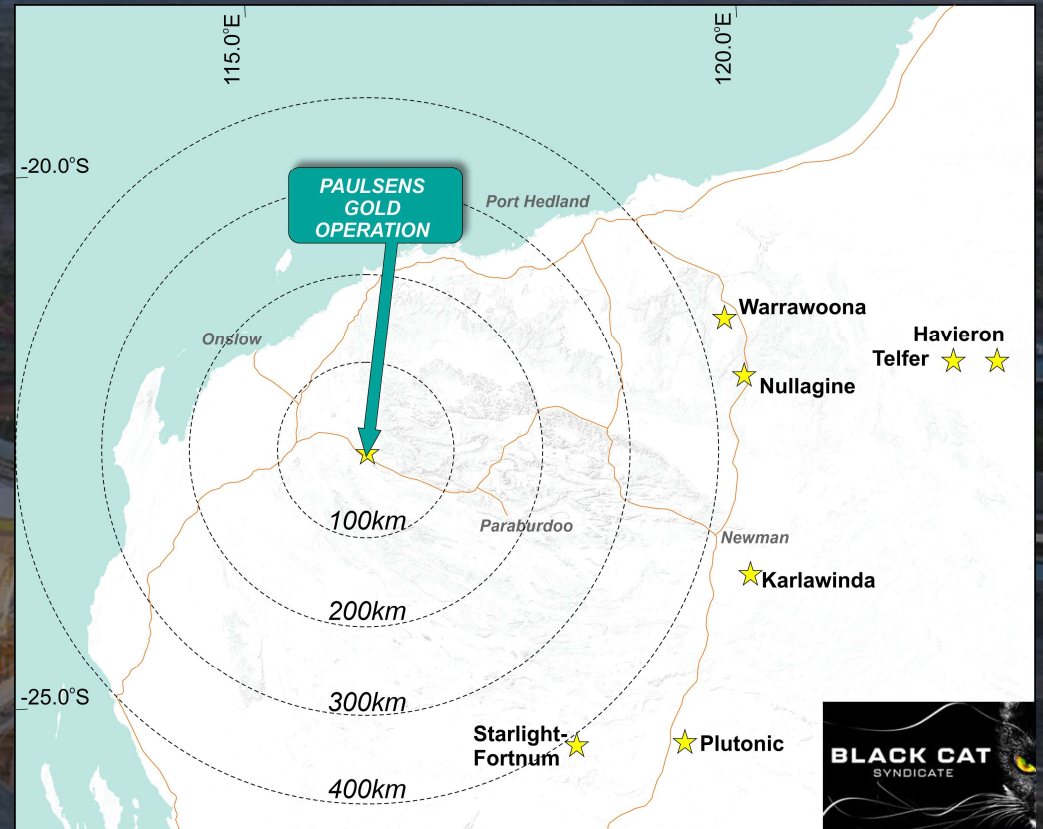 115.0°E
120.0°E
-20.0°S
PAULSENS
GOLD
OPERATION
Port Hedland
Warrawoona
Havieron
Telfer
Onslow
Nullagine
100km
Paraburdoo
Newman
Karlawinda
200km
-25.0°S
300km
Starlight-
Fortnum
Plutonic
400km
BLACK CAT
SYNDICATE